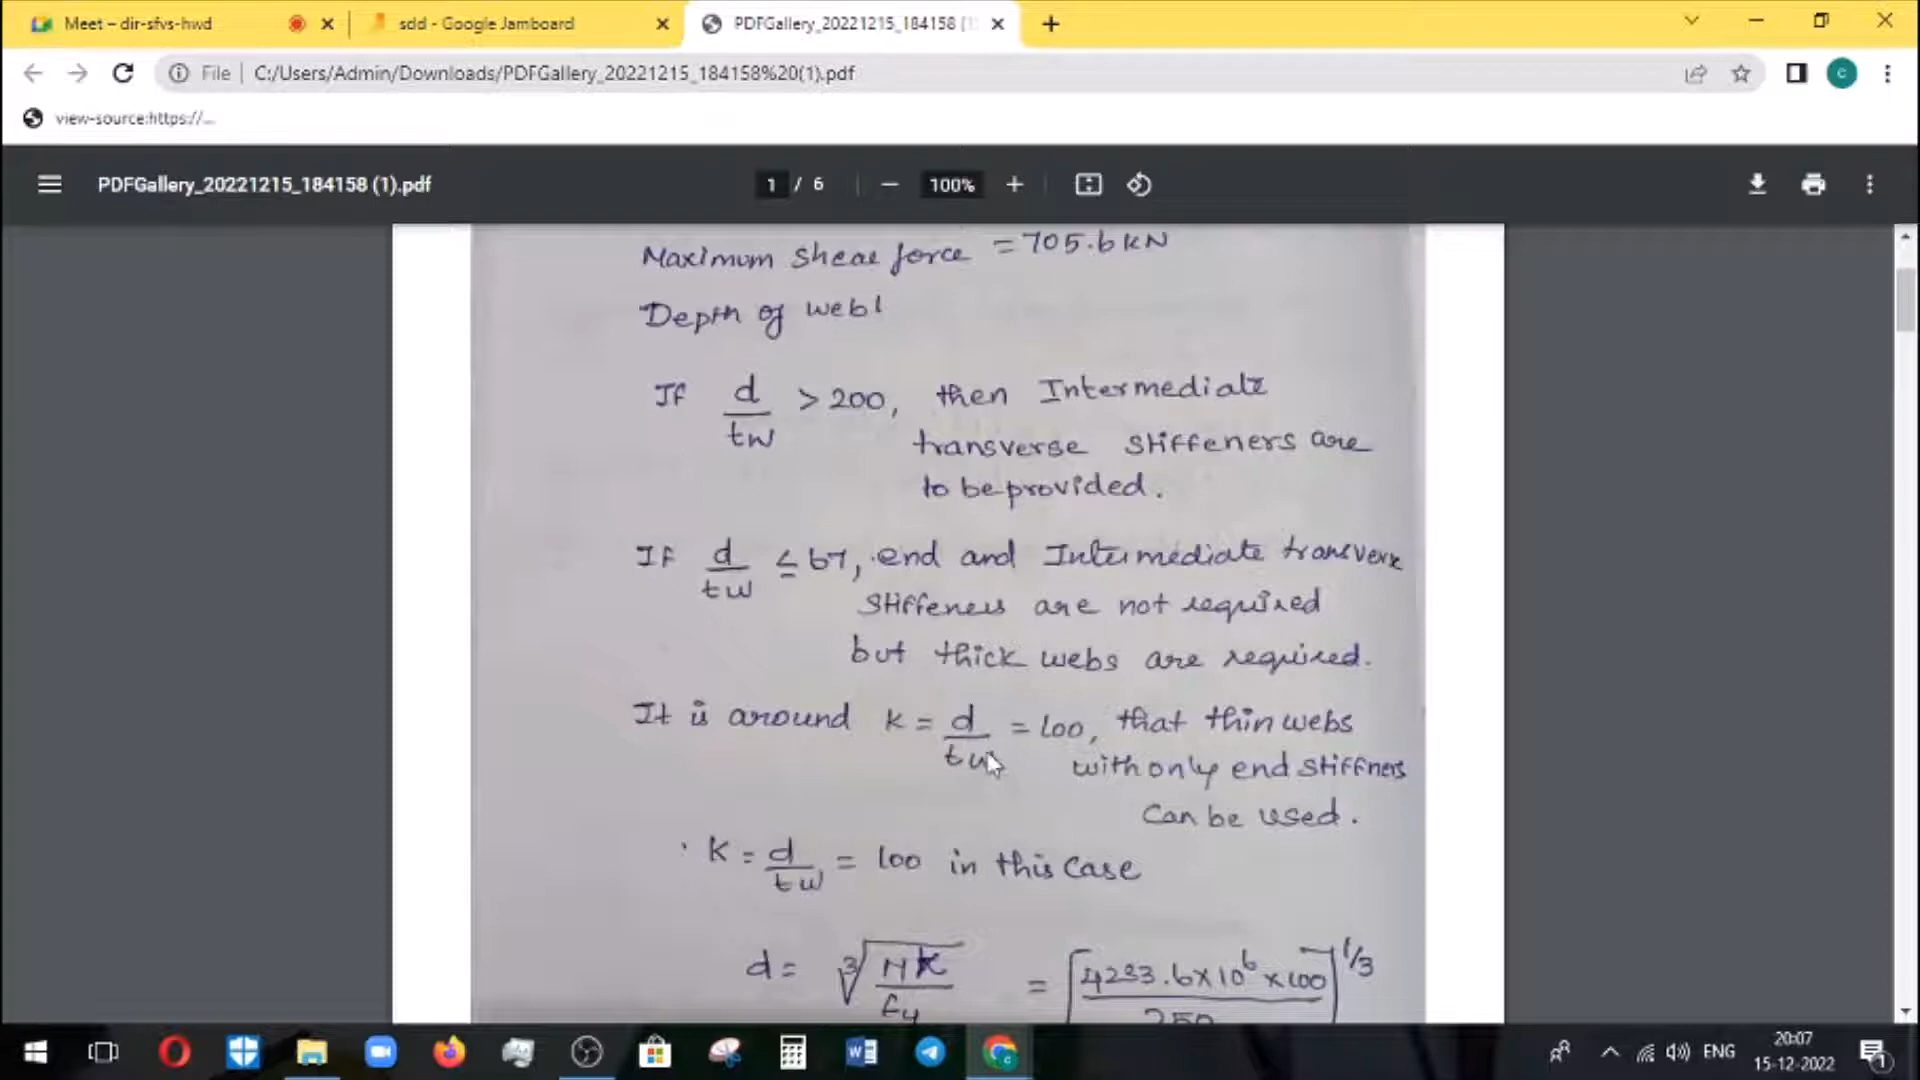 Meet – dir-sfvs-hwd
sdd - Google Jamboard
PDFGallery_20221215_184158 (1
File
C:/Users/Admin/Downloads/PDFGallery_20221215_184158%20(1).pdf
c
view-source:https://...
PDFGallery_20221215_184158 (1).pdf
1 / 6
100%
Maximum shear force = 705.6 kN
Depth of web!
If d/tw > 200, then Intermediate
transverse stiffeners are
to be provided.
If d/tw ≤ 67, end and Intermediate transverse
stiffeners are not required
but thick webs are required.
It is around k = d/tw = 100, that thin webs
with only end stiffners
can be used.
K = d/tw = 100 in this case
d = ∛(MK/fy) = [4233.6x10^6 x100/250]^1/3
ENG
20:07
15-12-2022
1